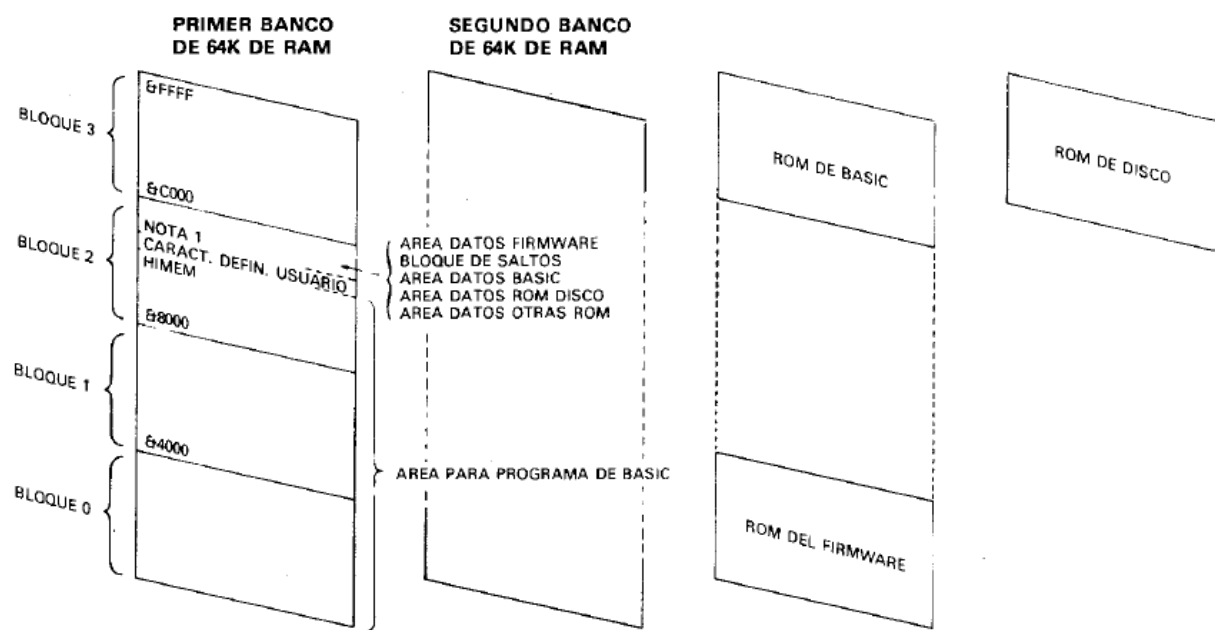 PRIMER BANCO
DE 64K DE RAM
SEGUNDO BANCO
DE 64K DE RAM
BLOQUE 3
&FFFF
&C000
ROM DE BASIC
ROM DE DISCO
BLOQUE 2
NOTA 1
CARACT. DEFIN. USUARIO
HIMEM
&8000
AREA DATOS FIRMWARE
BLOQUE DE SALTOS
AREA DATOS BASIC
AREA DATOS ROM DISCO
AREA DATOS OTRAS ROM
BLOQUE 1
&4000
AREA PARA PROGRAMA DE BASIC
BLOQUE 0
ROM DEL FIRMWARE